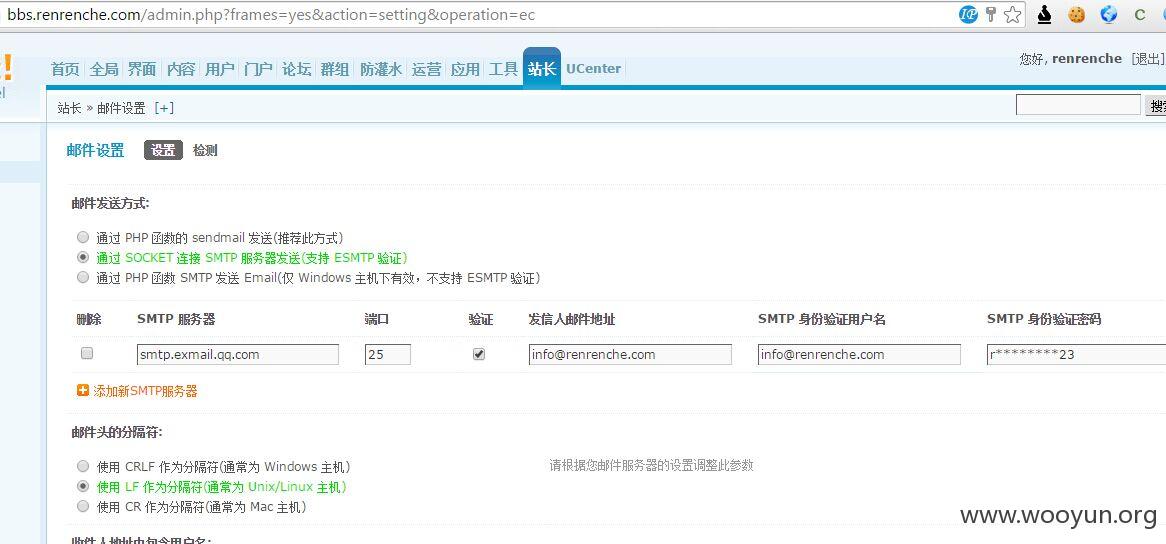 bbs.renrenche.com/admin.php?frames=yes&action=setting&operation=ec
首页 全局 界面 内容 用户 门户 论坛 群组 防灌水 运营 应用 工具 站长 UCenter
您好, renrenche [退出]
站长 » 邮件设置 [+]
搜索
邮件设置 设置 检测
邮件发送方式:
通过 PHP 函数的 sendmail 发送(推荐此方式)
通过 SOCKET 连接 SMTP 服务器发送(支持 ESMTP 验证)
通过 PHP 函数 SMTP 发送 Email(仅 Windows 主机下有效，不支持 ESMTP 验证)
删除 SMTP 服务器 端口 验证 发信人邮件地址 SMTP 身份验证用户名 SMTP 身份验证密码
smtp.exmail.qq.com 25 info@renrenche.com info@renrenche.com r********23
添加新SMTP服务器
邮件头的分隔符:
使用 CRLF 作为分隔符(通常为 Windows 主机)
请根据您邮件服务器的设置调整此参数
使用 LF 作为分隔符(通常为 Unix/Linux 主机)
使用 CR 作为分隔符(通常为 Mac 主机)
收件人地址中包含用户名:
www.wooyun.org